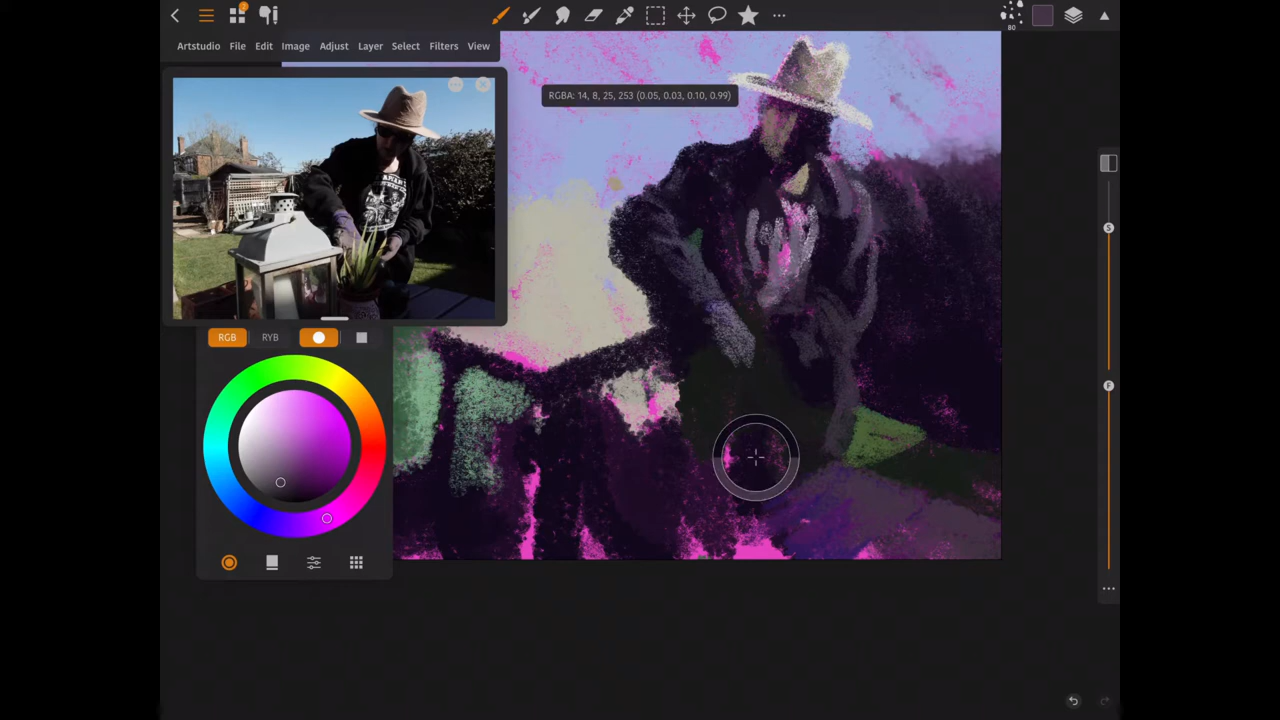 80
Artstudio File Edit Image Adjust Layer Select Filters View
RGBA: 14, 8, 25, 253 (0.05, 0.03, 0.10, 0.99)
S
RGB RYB
F